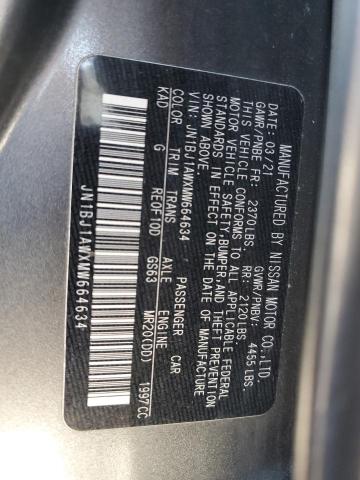 MANUFACTURED BY NISSAN MOTOR CO.,LTD.
DATE: 03/21 GVWR/PNBV: 4455LBS.
GAWR/PNBE FR: 2370LBS. RR: 2120LBS.
THIS VEHICLE CONFORMS TO ALL APPLICABLE FEDERAL
MOTOR VEHICLE SAFETY,BUMPER,AND THEFT PREVENTION
STANDARDS IN EFFECT ON THE DATE OF MANUFACTURE
SHOWN ABOVE.
VIN: JN1BJ1AWXMW664634 PASSENGER CAR
COLOR TRIM TRANS AXLE ENGINE
KAD G RE0F10D GS63 MR20(DD) 1997CC
JN1BJ1AWXMW664634